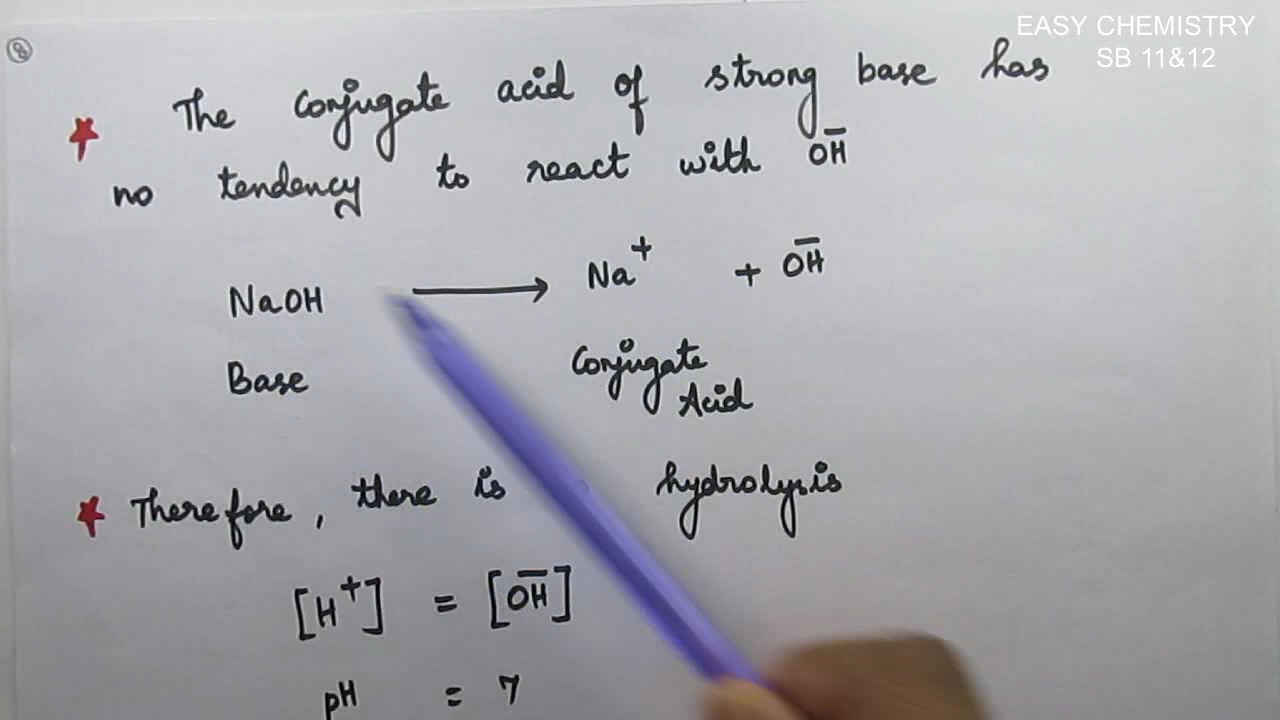 EASY CHEMISTRY
SB 11&12
8
The conjugate acid of strong base has
no tendency to react with OH̅
NaOH ⟶ Na⁺ + OH̅
Base Conjugate
Acid
Therefore, there is hydrolysis
[H⁺] = [OH̅]
pH = 7